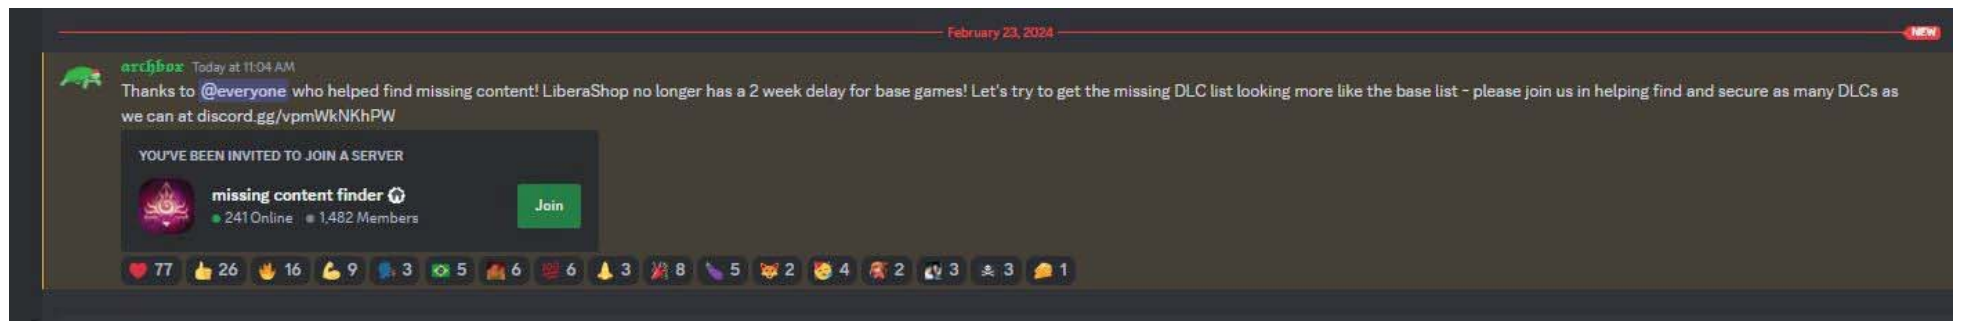 February 23, 2024
NEW
archbox Today at 11:04 AM
Thanks to @everyone who helped find missing content! LiberaShop no longer has a 2 week delay for base games! Let's try to get the missing DLC list looking more like the base list - please join us in helping find and secure as many DLCs as
we can at discord.gg/vpmWkNKhPW
YOU'VE BEEN INVITED TO JOIN A SERVER
missing content finder
241 Online 1,482 Members
Join
77 26 16 9 3 5 6 6 3 8 5 2 4 2 3 3 1